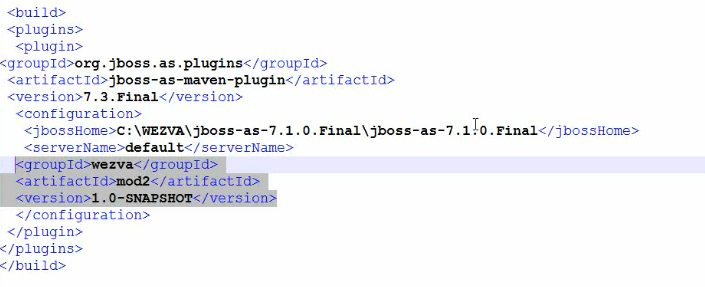 <build>
<plugins>
<plugin>
<groupId>org.jboss.as.plugins</groupId>
<artifactId>jboss-as-maven-plugin</artifactId>
<version>7.3.Final</version>
<configuration>
<jbossHome>C:\WEZVA\jboss-as-7.1.0.Final\jboss-as-7.1.0.Final</jbossHome>
<serverName>default</serverName>
<groupId>wezva</groupId>
<artifactId>mod2</artifactId>
<version>1.0-SNAPSHOT</version>
</configuration>
</plugin>
</plugins>
</build>